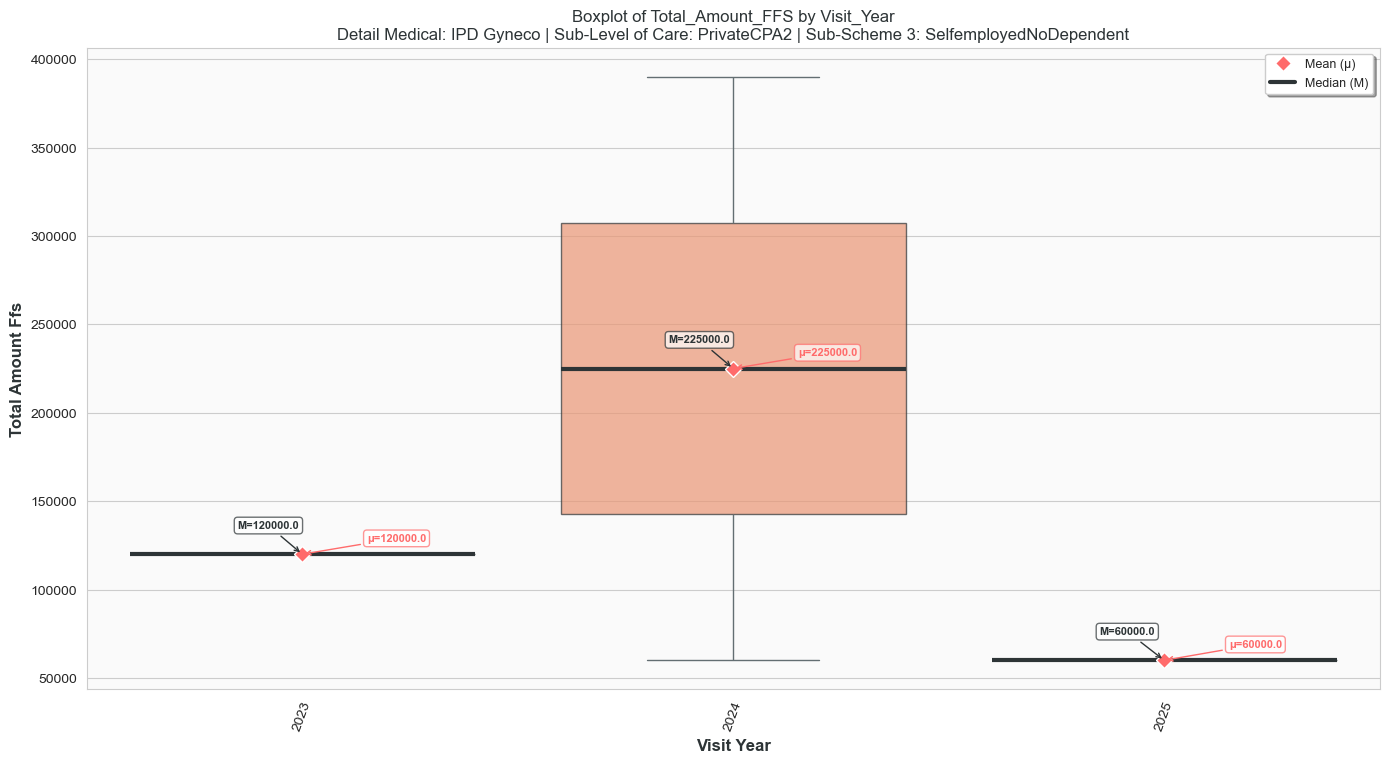 Boxplot of Total_Amount_FFS by Visit_Year
Detail Medical: IPD Gyneco | Sub-Level of Care: PrivateCPA2 | Sub-Scheme 3: SelfemployedNoDependent
Mean (μ)
Median (M)
Total Amount Ffs
400000
350000
300000
250000
200000
150000
100000
50000
M=120000.0
μ=120000.0
M=225000.0
μ=225000.0
M=60000.0
μ=60000.0
2023
2024
2025
Visit Year